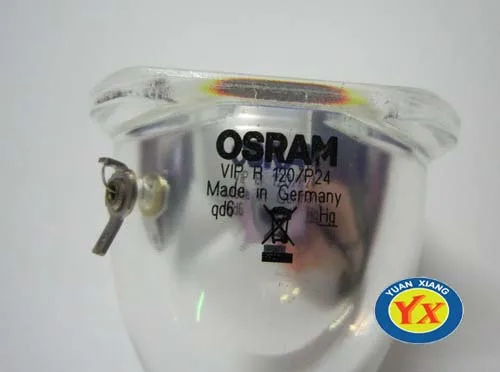 OSRAM
VIP R 120/P24
Made in Germany
qd6 Hg
YUAN XIANG
YX